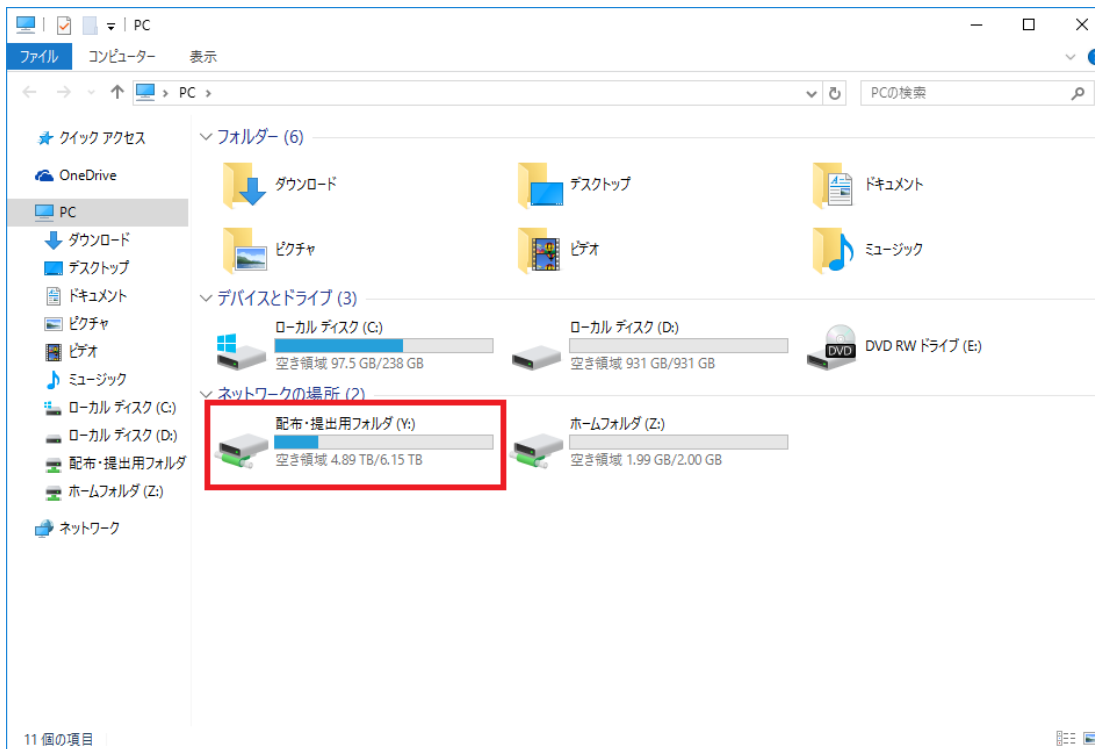 PC
ファイル コンピューター 表示
PC
PCの検索
クイック アクセス
OneDrive
PC
ダウンロード
デスクトップ
ドキュメント
ピクチャ
ビデオ
ミュージック
ローカル ディスク (C:)
ローカル ディスク (D:)
配布・提出用フォルダ
ホームフォルダ (Z:)
ネットワーク
フォルダー (6)
ダウンロード
デスクトップ
ドキュメント
ピクチャ
ビデオ
ミュージック
デバイスとドライブ (3)
ローカル ディスク (C:)
空き領域 97.5 GB/238 GB
ローカル ディスク (D:)
空き領域 931 GB/931 GB
DVD
DVD RW ドライブ (E:)
ネットワークの場所 (2)
配布・提出用フォルダ (Y:)
空き領域 4.89 TB/6.15 TB
ホームフォルダ (Z:)
空き領域 1.99 GB/2.00 GB
11 個の項目